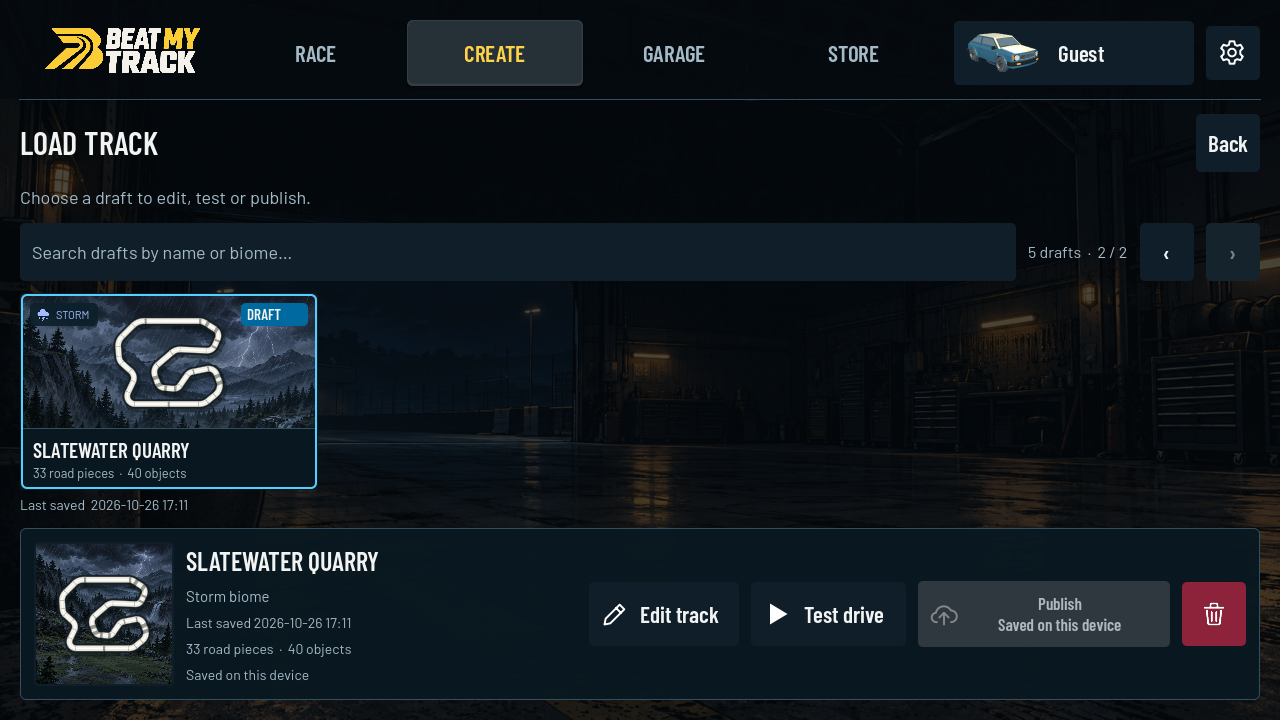 BEAT MY
TRACK
RACE
CREATE
GARAGE
STORE
Guest
LOAD TRACK
Back
Choose a draft to edit, test or publish.
Search drafts by name or biome...
5 drafts · 2 / 2
‹
›
STORM
DRAFT
SLATEWATER QUARRY
33 road pieces · 40 objects
Last saved 2026-10-26 17:11
SLATEWATER QUARRY
Storm biome
Last saved 2026-10-26 17:11
33 road pieces · 40 objects
Saved on this device
Edit track
Test drive
Publish
Saved on this device